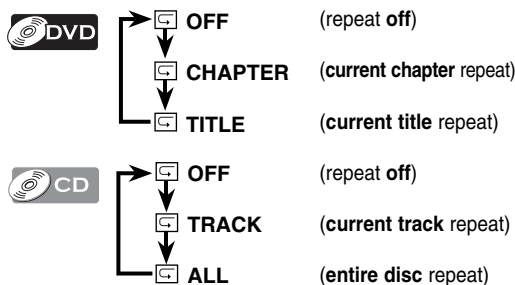 DVD OFF (repeat off)
CHAPTER (current chapter repeat)
TITLE (current title repeat)
CD OFF (repeat off)
TRACK (current track repeat)
ALL (entire disc repeat)